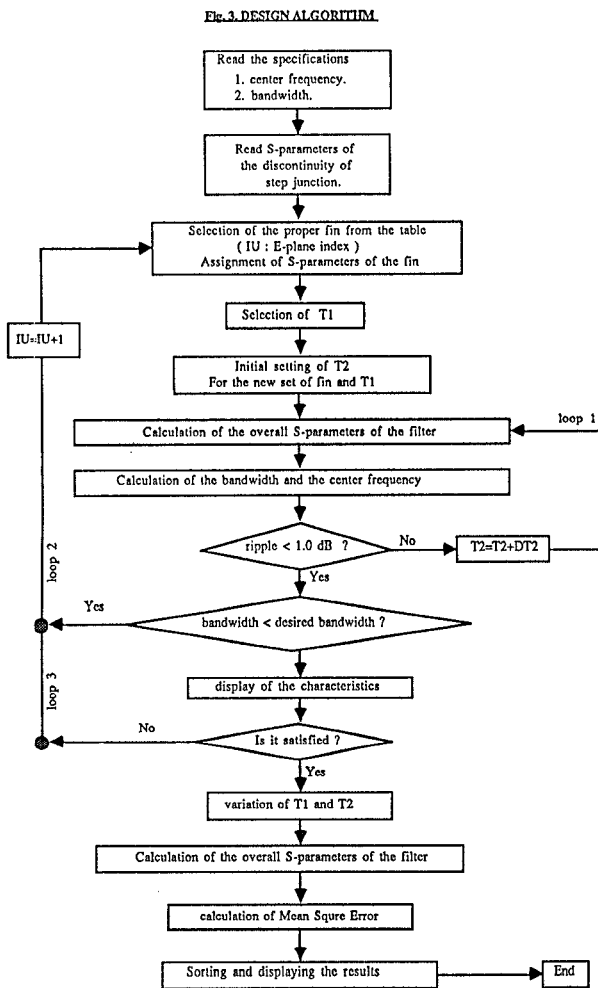 Fig. 3. DESIGN ALGORITHM
Read the specifications
1. center frequency.
2. bandwidth.
Read S-parameters of
the discontinuity of
step junction.
Selection of the proper fin from the table
( IU : E-plane index )
Assignment of S-parameters of the fin
Selection of T1
IU=IU+1
Initial setting of T2
For the new set of fin and T1
loop 1
Calculation of the overall S-parameters of the filter
Calculation of the bandwidth and the center frequency
ripple < 1.0 dB ?
No
T2=T2+DT2
Yes
loop 2
Yes
bandwidth < desired bandwidth ?
loop 3
display of the characteristics
No
Is it satisfied ?
Yes
variation of T1 and T2
Calculation of the overall S-parameters of the filter
calculation of Mean Squre Error
Sorting and displaying the results
End